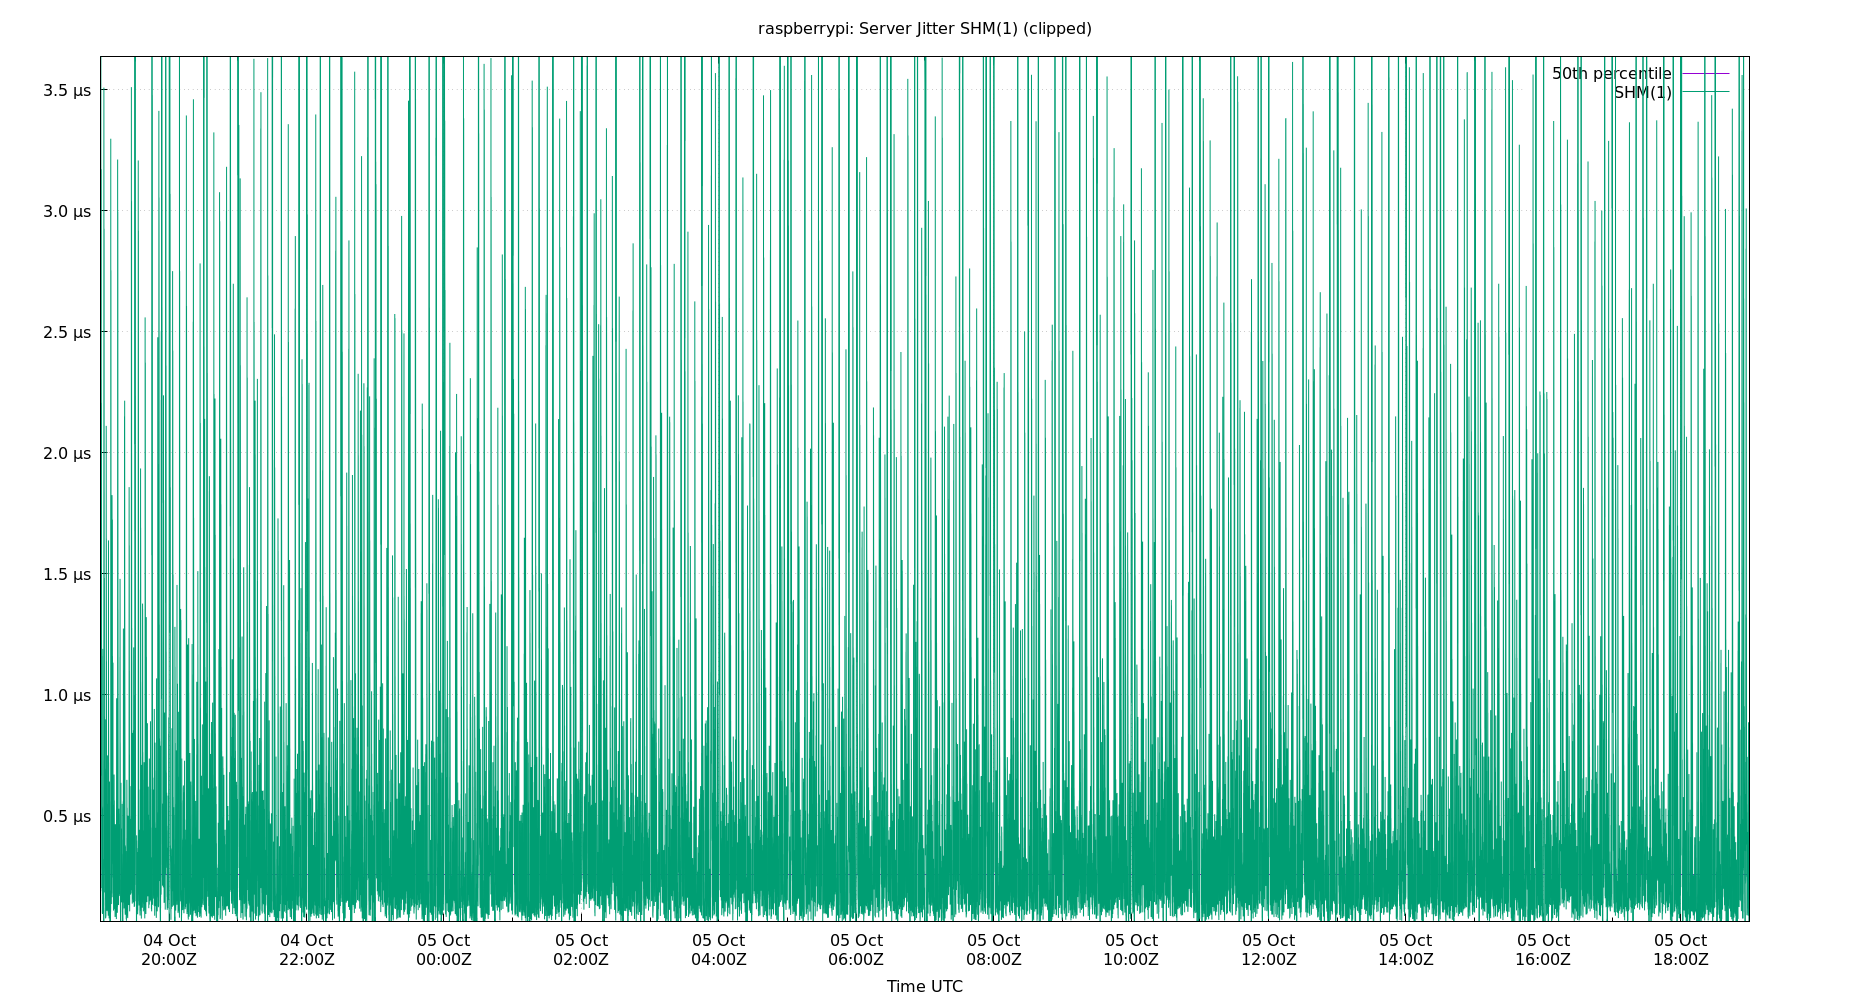 raspberrypi: Server Jitter SHM(1) (clipped)
50th percentile
SHM(1)
3.5 µs
3.0 µs
2.5 µs
2.0 µs
1.5 µs
1.0 µs
0.5 µs
04 Oct 04 Oct 05 Oct 05 Oct 05 Oct 05 Oct 05 Oct 05 Oct 05 Oct 05 Oct 05 Oct 05 Oct
20:00Z 22:00Z 00:00Z 02:00Z 04:00Z 06:00Z 08:00Z 10:00Z 12:00Z 14:00Z 16:00Z 18:00Z
Time UTC